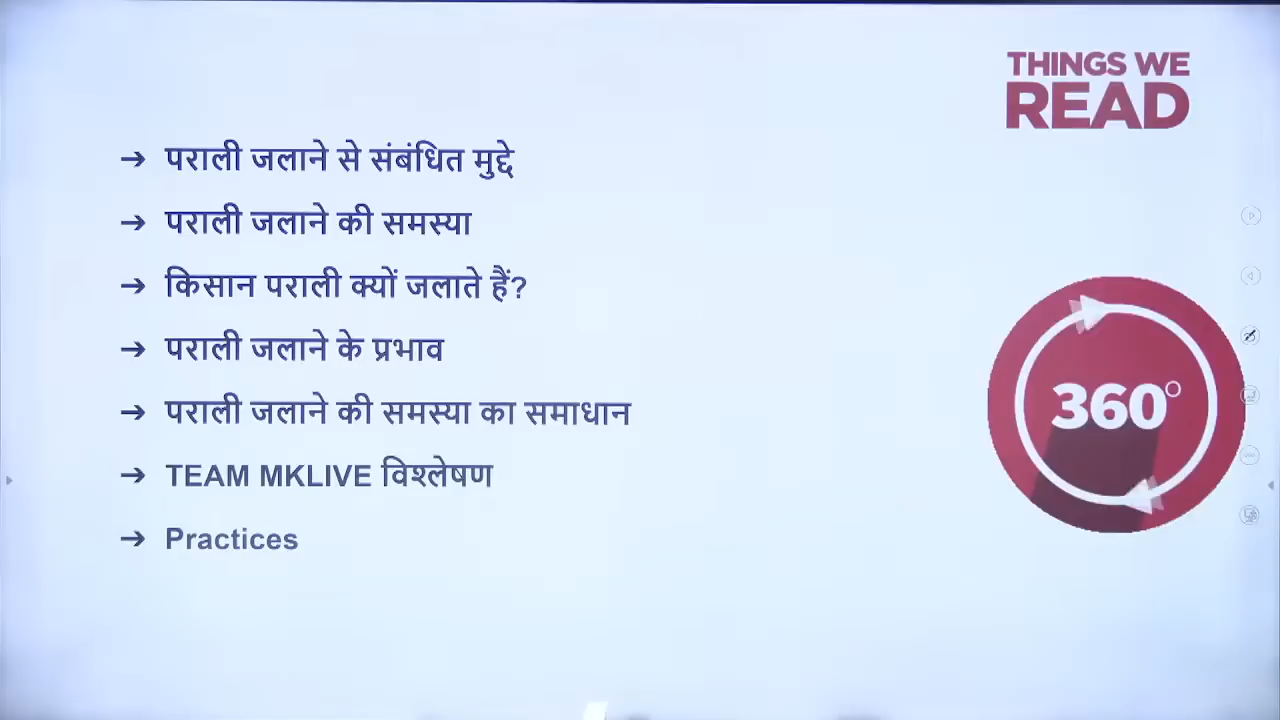 THINGS WE
READ
→ पराली जलाने से संबंधित मुद्दे
→ पराली जलाने की समस्या
→ किसान पराली क्यों जलाते हैं?
→ पराली जलाने के प्रभाव
→ पराली जलाने की समस्या का समाधान
→ TEAM MKLIVE विश्लेषण
→ Practices
360°